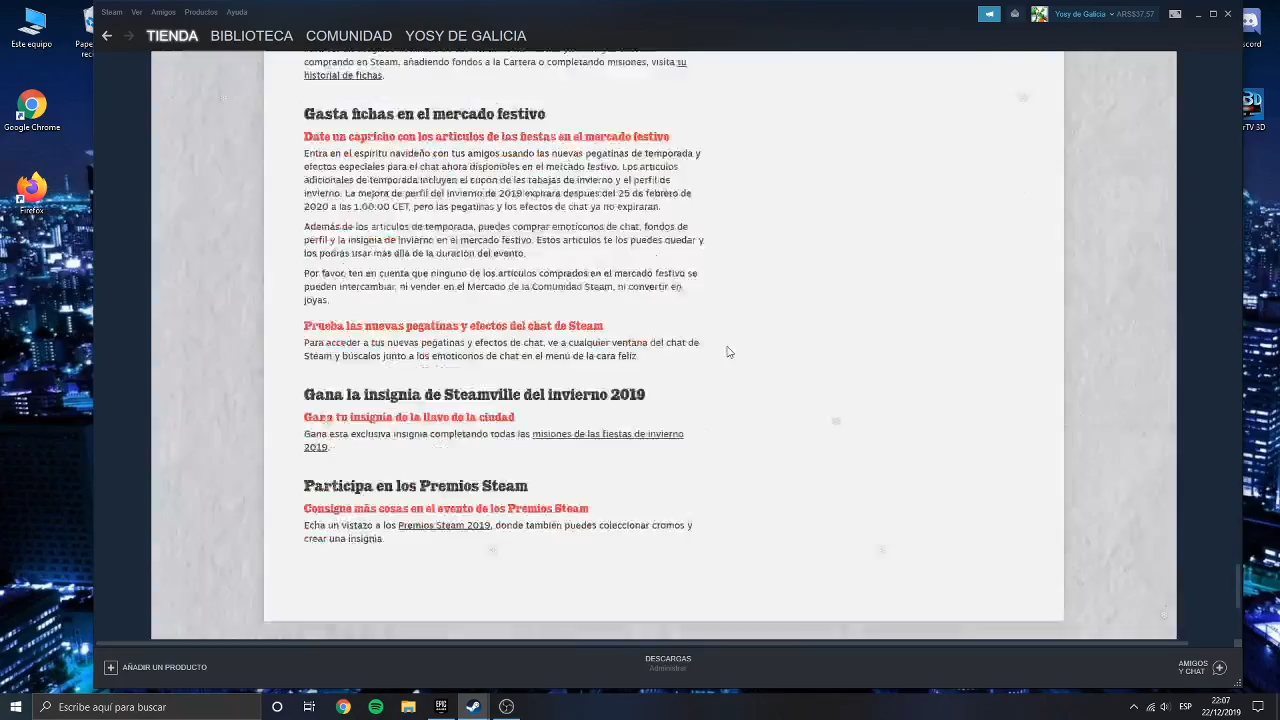 Steam Ver Amigos Productos Ayuda
Yosy de Galicia ARS$37,57
TIENDA BIBLIOTECA COMUNIDAD YOSY DE GALICIA
comprando en Steam, añadiendo fondos a la Cartera o completando misiones, visita su
historial de fichas.
Gasta fichas en el mercado festivo
Date un capricho con los artículos de las fiestas en el mercado festivo
Entra en el espíritu navideño con tus amigos usando las nuevas pegatinas de temporada y
efectos especiales para el chat ahora disponibles en el mercado festivo. Los artículos
adicionales de temporada incluyen el cupón de las rebajas de invierno y el perfil de
invierno. La mejora de perfil del invierno de 2019 expirará después del 25 de febrero de
2020 a las 1:00:00 CET, pero las pegatinas y los efectos de chat ya no expirarán.
Además de los artículos de temporada, puedes comprar emoticonos de chat, fondos de
perfil y la insignia de Invierno en el mercado festivo. Estos artículos te los puedes quedar y
los podrás usar más allá de la duración del evento.
Por favor, ten en cuenta que ninguno de los artículos comprados en el mercado festivo se
pueden intercambiar, ni vender en el Mercado de la Comunidad Steam, ni convertir en
joyas.
Prueba las nuevas pegatinas y efectos del chat de Steam
Para acceder a tus nuevas pegatinas y efectos de chat, ve a cualquier ventana del chat de
Steam y búscalos junto a los emoticonos de chat en el menú de la cara feliz
Gana la insignia de Steamville del invierno 2019
Gana tu insignia de la llave de la ciudad
Gana esta exclusiva insignia completando todas las misiones de las fiestas de invierno
2019.
Participa en los Premios Steam
Consigue más cosas en el evento de los Premios Steam
Echa un vistazo a los Premios Steam 2019, donde también puedes coleccionar cromos y
crear una insignia.
Papelera de
Google Chrome
Firefox
cord
TV 3D
AÑADIR UN PRODUCTO
DESCARGAS
Administrar
AMIGOS
Y CHAT
Escribe aquí para buscar
EPIC
ESP
22:07
22/12/2019